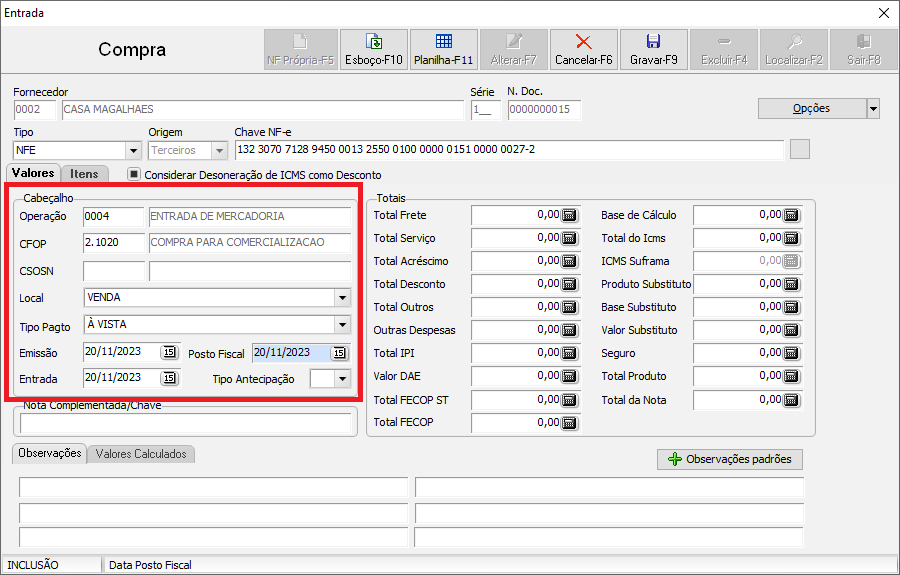 Entrada
Compra
NF Própria-F5 Esboço-F10 Planilha-F11 Alterar-F7 Cancelar-F6 Gravar-F9 Excluir-F4 Localizar-F2 Sair-F8
Fornecedor Série N. Doc.
0002 CASA MAGALHAES 1__ 0000000015 Opções
Tipo Origem Chave NF-e
NFE Terceiros 132 3070 7128 9450 0013 2550 0100 0000 0151 0000 0027-2
Valores Itens Considerar Desoneração de ICMS como Desconto
Cabeçalho
Operação 0004 ENTRADA DE MERCADORIA
CFOP 2.1020 COMPRA PARA COMERCIALIZACAO
CSOSN
Local VENDA
Tipo Pagto À VISTA
Emissão 20/11/2023 15 Posto Fiscal 20/11/2023 15
Entrada 20/11/2023 15 Tipo Antecipação
Nota Complementada/Chave
Totais
Total Frete 0,00 Base de Cálculo 0,00
Total Serviço 0,00 Total do Icms 0,00
Total Acréscimo 0,00 ICMS Suframa 0,00
Total Desconto 0,00 Produto Substituto 0,00
Total Outros 0,00 Base Substituto 0,00
Outras Despesas 0,00 Valor Substituto 0,00
Total IPI 0,00 Seguro 0,00
Valor DAE 0,00 Total Produto 0,00
Total FECOP ST 0,00 Total da Nota 0,00
Total FECOP 0,00
Observações Valores Calculados Observações padrões
INCLUSÃO Data Posto Fiscal